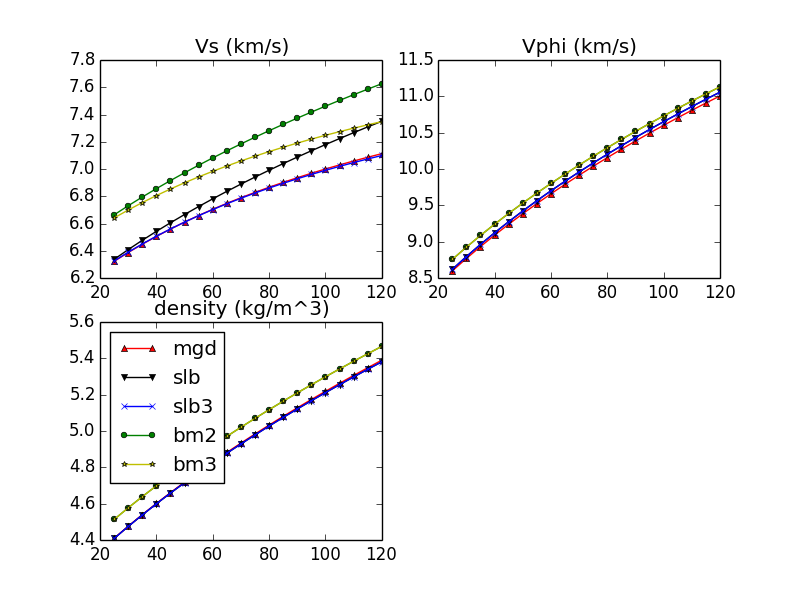 Vs (km/s)
7.8
7.6
7.4
7.2
7.0
6.8
6.6
6.4
6.2
20 40 60 80 100 120
Vphi (km/s)
11.5
11.0
10.5
10.0
9.5
9.0
8.5
20 40 60 80 100 120
density (kg/m^3)
5.6
5.4
5.2
5.0
4.8
4.6
4.4
20 40 60 80 100 120
mgd
slb
slb3
bm2
bm3